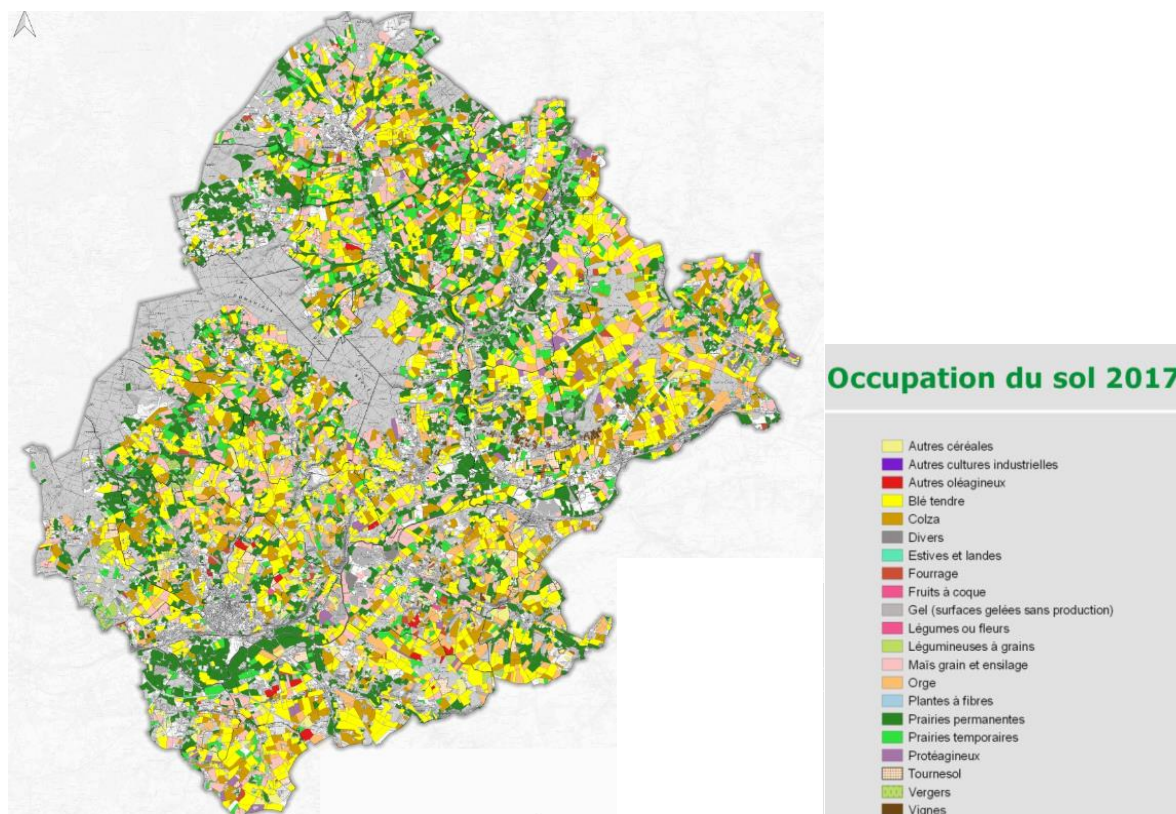 Occupation du sol 2017
Autres céréales
Autres cultures industrielles
Autres oléagineux
Blé tendre
Colza
Divers
Estives et landes
Fourrage
Fruits à coque
Gel (surfaces gelées sans production)
Légumes ou fleurs
Légumineuses à grains
Maïs grain et ensilage
Orge
Plantes à fibres
Prairies permanentes
Prairies temporaires
Protéagineux
Tournesol
Vergers
Vignes